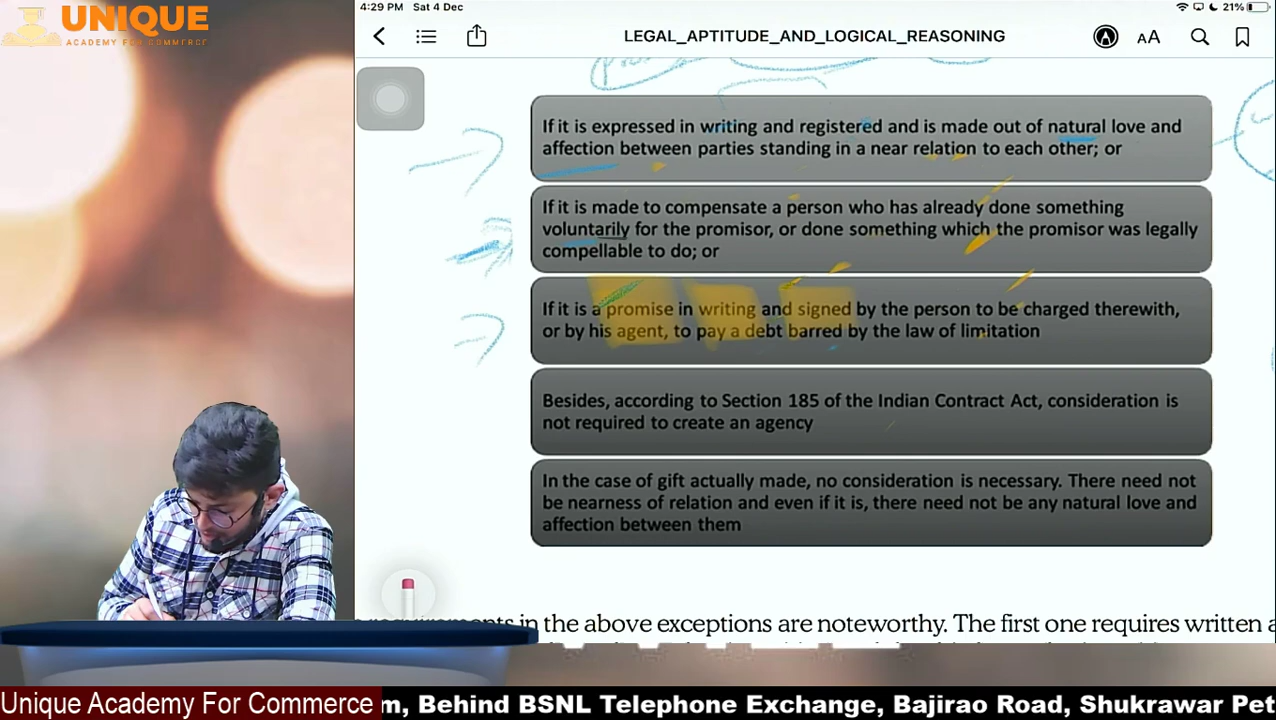 UNIQUE
ACADEMY FOR COMMERCE
4:29 PM Sat 4 Dec
21%
LEGAL_APTITUDE_AND_LOGICAL_REASONING
AA
If it is expressed in writing and registered and is made out of natural love and
affection between parties standing in a near relation to each other; or
If it is made to compensate a person who has already done something
voluntarily for the promisor, or done something which the promisor was legally
compellable to do; or
If it is a promise in writing and signed by the person to be charged therewith,
or by his agent, to pay a debt barred by the law of limitation
Besides, according to Section 185 of the Indian Contract Act, consideration is
not required to create an agency
In the case of gift actually made, no consideration is necessary. There need not
be nearness of relation and even if it is, there need not be any natural love and
affection between them
requirements in the above exceptions are noteworthy. The first one requires written a
Unique Academy For Commerce
m, Behind BSNL Telephone Exchange, Bajirao Road, Shukrawar Pet